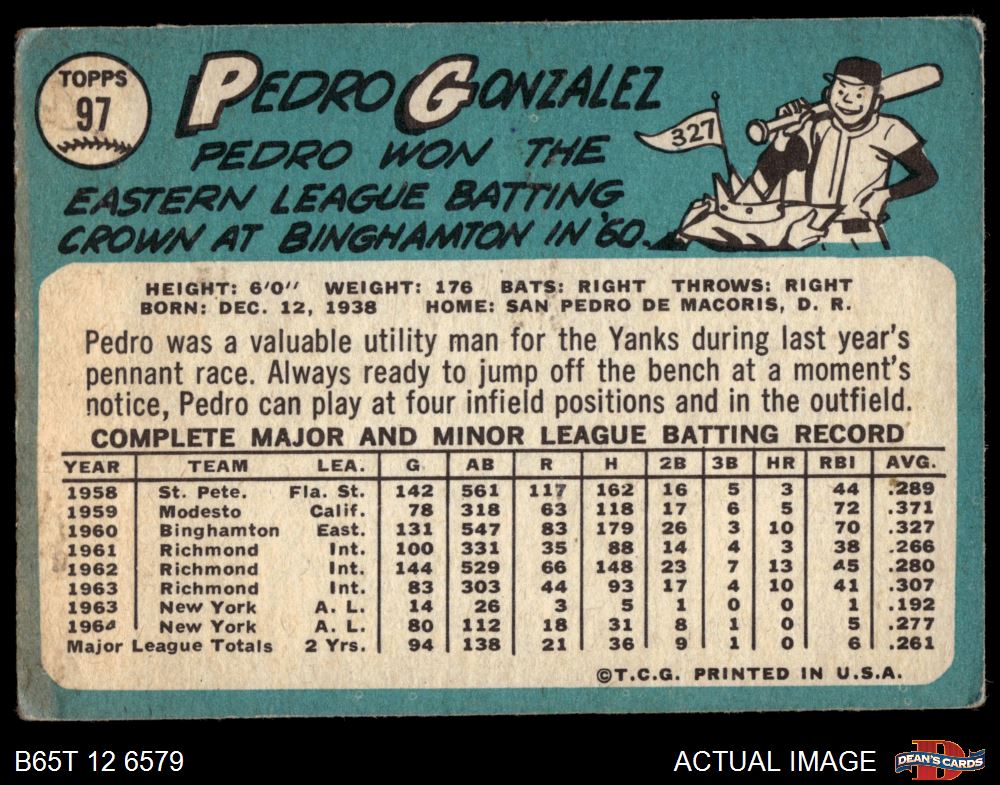 TOPPS
97
PEDRO GONZALEZ
PEDRO WON THE
EASTERN LEAGUE BATTING
CROWN AT BINGHAMTON IN '60.
327
HEIGHT: 6'0" WEIGHT: 176 BATS: RIGHT THROWS: RIGHT
BORN: DEC. 12, 1938 HOME: SAN PEDRO DE MACORIS, D. R.
Pedro was a valuable utility man for the Yanks during last year's
pennant race. Always ready to jump off the bench at a moment's
notice, Pedro can play at four infield positions and in the outfield.
COMPLETE MAJOR AND MINOR LEAGUE BATTING RECORD
YEAR TEAM LEA. G AB R H 2B 3B HR RBI AVG.
1958 St. Pete. Fla. St. 142 561 117 162 16 5 3 44 .289
1959 Modesto Calif. 78 318 63 118 17 6 5 72 .371
1960 Binghamton East. 131 547 83 179 26 3 10 70 .327
1961 Richmond Int. 100 331 35 88 14 4 3 38 .266
1962 Richmond Int. 144 529 66 148 23 7 13 45 .280
1963 Richmond Int. 83 303 44 93 17 4 10 41 .307
1963 New York A. L. 14 26 3 5 1 0 0 1 .192
1964 New York A. L. 80 112 18 31 8 1 0 5 .277
Major League Totals 2 Yrs. 94 138 21 36 9 1 0 6 .261
©T.C.G. PRINTED IN U.S.A.
B65T 12 6579
ACTUAL IMAGE
DEAN'S CARDS